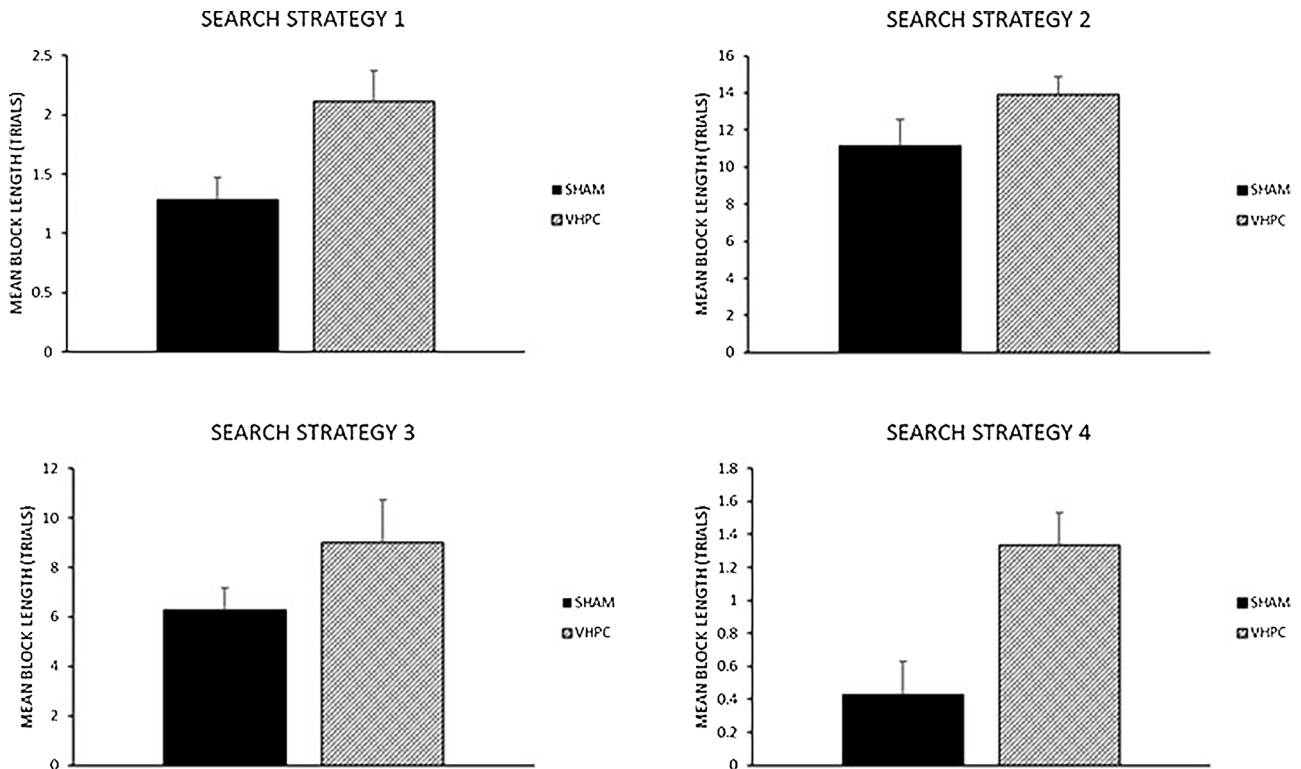 SEARCH STRATEGY 1
MEAN BLOCK LENGTH (TRIALS)
2.5
2
1.5
1
0.5
0
SHAM
VHPC
SEARCH STRATEGY 2
MEAN BLOCK LENGTH (TRIALS)
16
14
12
10
8
6
4
2
0
SHAM
VHPC
SEARCH STRATEGY 3
MEAN BLOCK LENGTH (TRIALS)
12
10
8
6
4
2
0
SHAM
VHPC
SEARCH STRATEGY 4
MEAN BLOCK LENGTH (TRIALS)
1.8
1.6
1.4
1.2
1
0.8
0.6
0.4
0.2
0
SHAM
VHPC